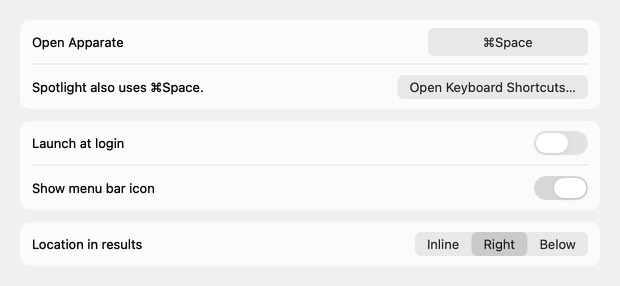 Open Apparate
⌘Space
Spotlight also uses ⌘Space.
Open Keyboard Shortcuts...
Launch at login
Show menu bar icon
Location in results
Inline Right Below